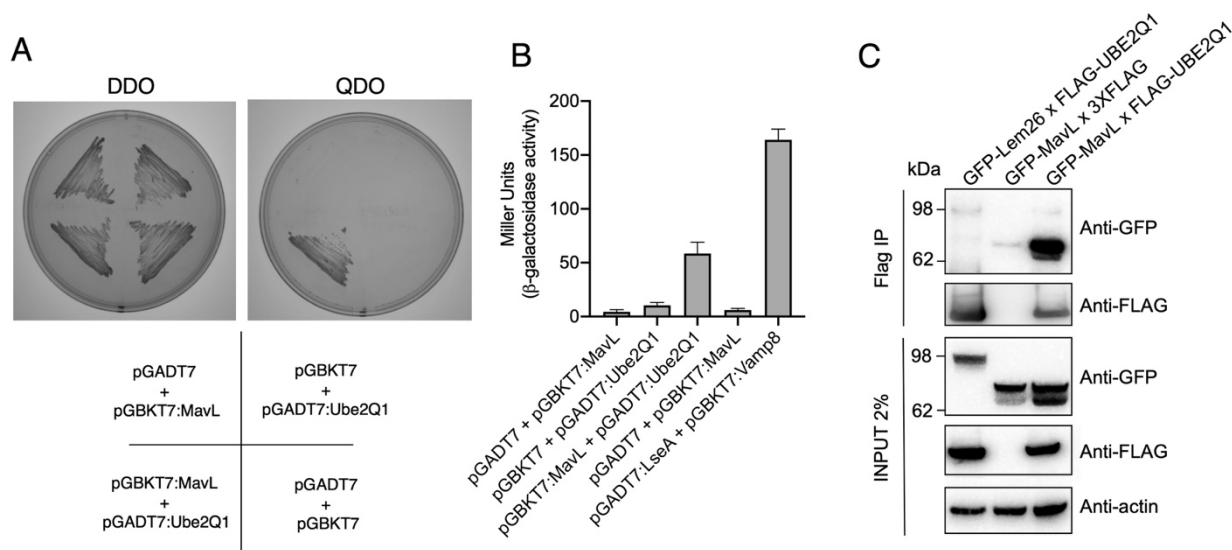 A
DDO
QDO
pGADT7
+
pGBKT7:MavL
pGBKT7
+
pGADT7:Ube2Q1
pGBKT7:MavL
+
pGADT7:Ube2Q1
pGADT7
+
pGBKT7
B
Miller Units
(β-galactosidase activity)
200
150
100
50
0
pGADT7 + pGBKT7:MavL
pGBKT7 + pGADT7:Ube2Q1
pGBKT7:MavL + pGADT7:Ube2Q1
pGADT7 + pGBKT7:MavL
pGADT7:LseA + pGBKT7:Vamp8
C
GFP-Lem26 x FLAG-UBE2Q1
GFP-MavL x 3XFLAG
GFP-MavL x FLAG-UBE2Q1
kDa
Flag IP
98
62
Anti-GFP
Anti-FLAG
INPUT 2%
98
62
Anti-GFP
Anti-FLAG
Anti-actin